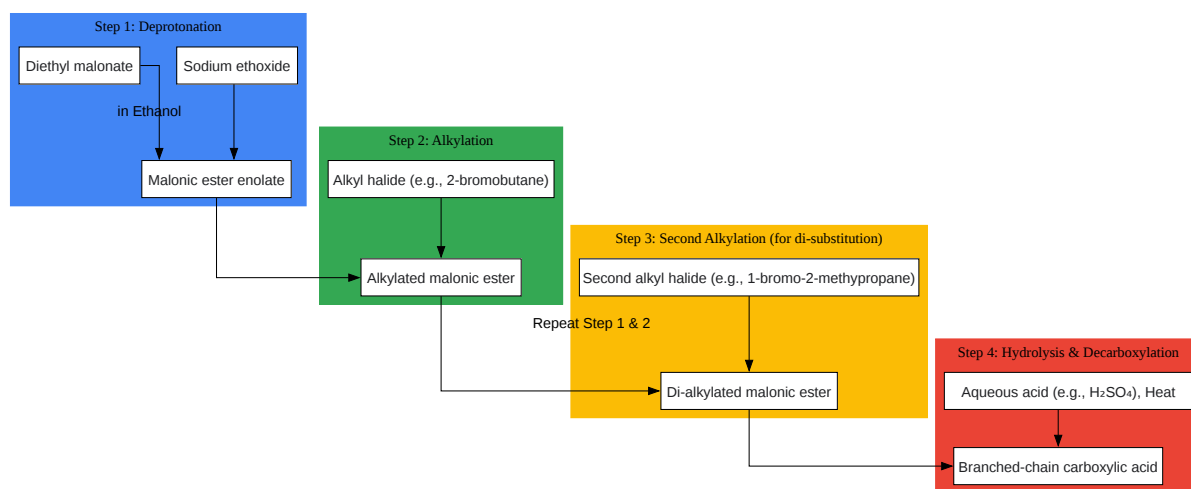 Step 1: Deprotonation
Diethyl malonate
Sodium ethoxide
in Ethanol
Malonic ester enolate
Step 2: Alkylation
Alkyl halide (e.g., 2-bromobutane)
Alkylated malonic ester
Step 3: Second Alkylation (for di-substitution)
Second alkyl halide (e.g., 1-bromo-2-methypropane)
Repeat Step 1 & 2
Di-alkylated malonic ester
Step 4: Hydrolysis & Decarboxylation
Aqueous acid (e.g., H₂SO₄), Heat
Branched-chain carboxylic acid